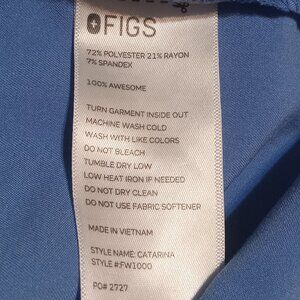 FIGS
72% POLYESTER 21% RAYON
7% SPANDEX
100% AWESOME
TURN GARMENT INSIDE OUT
MACHINE WASH COLD
WASH WITH LIKE COLORS
DO NOT BLEACH
TUMBLE DRY LOW
LOW HEAT IRON IF NEEDED
DO NOT DRY CLEAN
DO NOT USE FABRIC SOFTENER
MADE IN VIETNAM
STYLE NAME: CATARINA
STYLE #:FW1000
PO# 2727